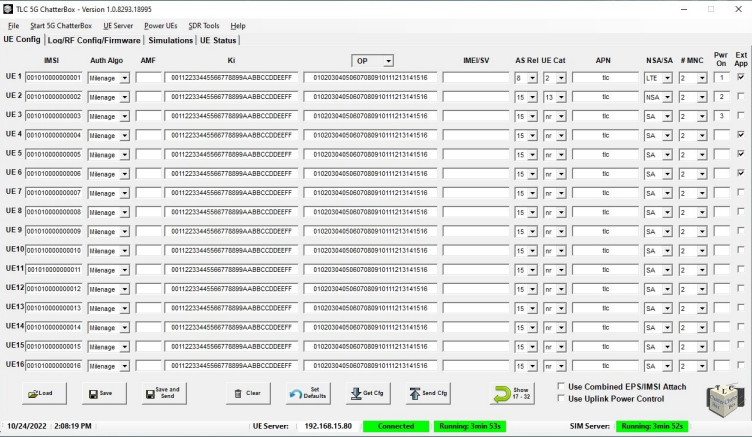 TLC 5G ChatterBox - Version 1.0.8293.18995
File Start 5G ChatterBox UE Server Power UEs SDR Tools Help
UE Config Log/RF Config/Firmware Simulations UE Status
IMSI Auth Algo AMF Ki OP IMEI/SV AS Rel UE Cat APN NSA/SA # MNC Pwr On Ext App
UE 1 001010000000001 Milenage 00112233445566778899AABBCCDDEEFF 01020304050607080910111213141516 8 2 tlc LTE 2 1
UE 2 001010000000002 Milenage 00112233445566778899AABBCCDDEEFF 01020304050607080910111213141516 15 13 tlc NSA 2 2
UE 3 001010000000003 Milenage 00112233445566778899AABBCCDDEEFF 01020304050607080910111213141516 15 nr tlc SA 2 3
UE 4 001010000000004 Milenage 00112233445566778899AABBCCDDEEFF 01020304050607080910111213141516 15 nr tlc SA 2
UE 5 001010000000005 Milenage 00112233445566778899AABBCCDDEEFF 01020304050607080910111213141516 15 nr tlc SA 2
UE 6 001010000000006 Milenage 00112233445566778899AABBCCDDEEFF 01020304050607080910111213141516 15 nr tlc SA 2
UE 7 001010000000007 Milenage 00112233445566778899AABBCCDDEEFF 01020304050607080910111213141516 15 nr tlc SA 2
UE 8 001010000000008 Milenage 00112233445566778899AABBCCDDEEFF 01020304050607080910111213141516 15 nr tlc SA 2
UE 9 001010000000009 Milenage 00112233445566778899AABBCCDDEEFF 01020304050607080910111213141516 15 nr tlc SA 2
UE10 001010000000010 Milenage 00112233445566778899AABBCCDDEEFF 01020304050607080910111213141516 15 nr tlc SA 2
UE11 001010000000011 Milenage 00112233445566778899AABBCCDDEEFF 01020304050607080910111213141516 15 nr tlc SA 2
UE12 001010000000012 Milenage 00112233445566778899AABBCCDDEEFF 01020304050607080910111213141516 15 nr tlc SA 2
UE13 001010000000013 Milenage 00112233445566778899AABBCCDDEEFF 01020304050607080910111213141516 15 nr tlc SA 2
UE14 001010000000014 Milenage 00112233445566778899AABBCCDDEEFF 01020304050607080910111213141516 15 nr tlc SA 2
UE15 001010000000015 Milenage 00112233445566778899AABBCCDDEEFF 01020304050607080910111213141516 15 nr tlc SA 2
UE16 001010000000016 Milenage 00112233445566778899AABBCCDDEEFF 01020304050607080910111213141516 15 nr tlc SA 2
Load Save Save and Send Clear Set Defaults Get Cfg Send Cfg Show 17 - 32
Use Combined EPS/IMSI Attach
Use Uplink Power Control
T L C
10/24/2022 2:08:19 PM UE Server: 192.168.15.80 Connected Running: 3min 53s SIM Server: Running: 3min 52s